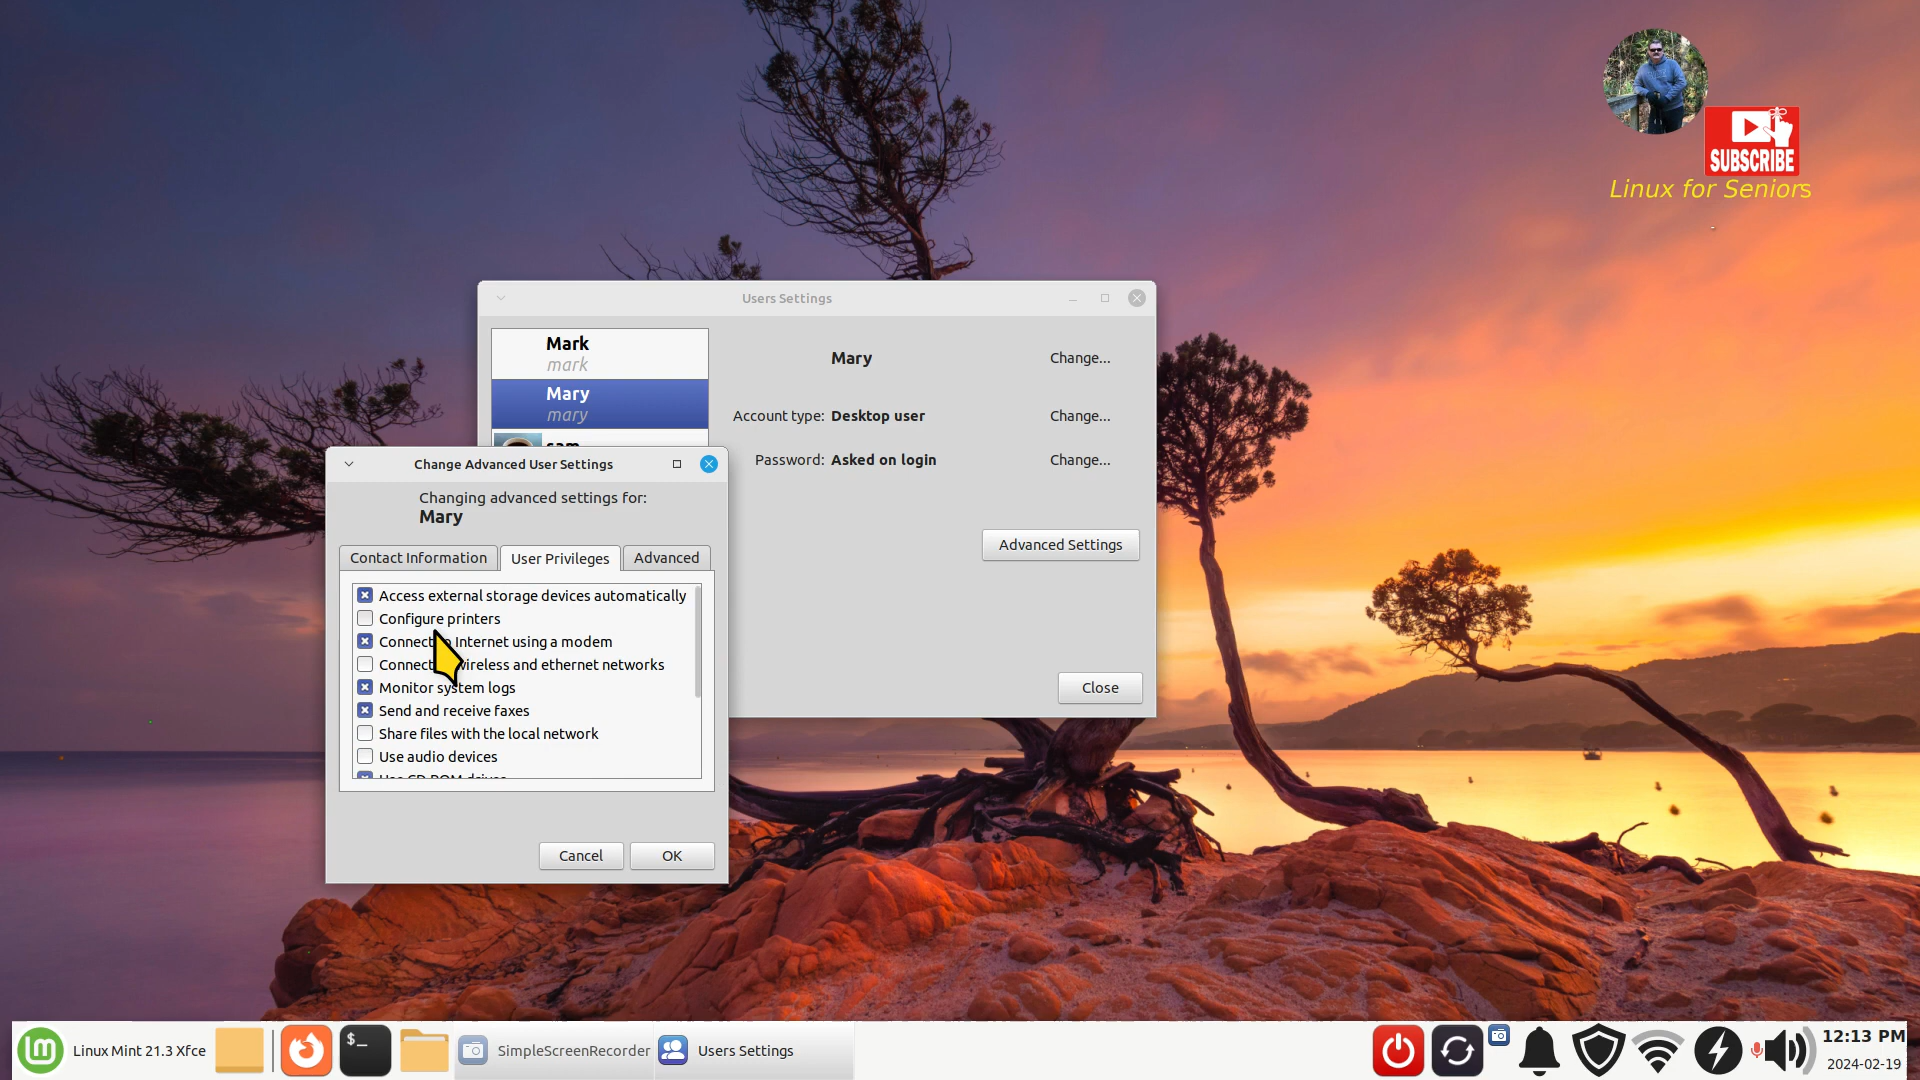 SUBSCRIBE
Linux for Seniors
Users Settings
Mark
mark
Mary
mary
sam
Mary
Change...
Account type: Desktop user
Change...
Password: Asked on login
Change...
Advanced Settings
Close
Change Advanced User Settings
Changing advanced settings for:
Mary
Contact Information
User Privileges
Advanced
Access external storage devices automatically
Configure printers
Connect Internet using a modem
Connect wireless and ethernet networks
Monitor system logs
Send and receive faxes
Share files with the local network
Use audio devices
Use CD-ROM drives
Cancel
OK
Linux Mint 21.3 Xfce
$_
SimpleScreenRecorder
Users Settings
12:13 PM
2024-02-19